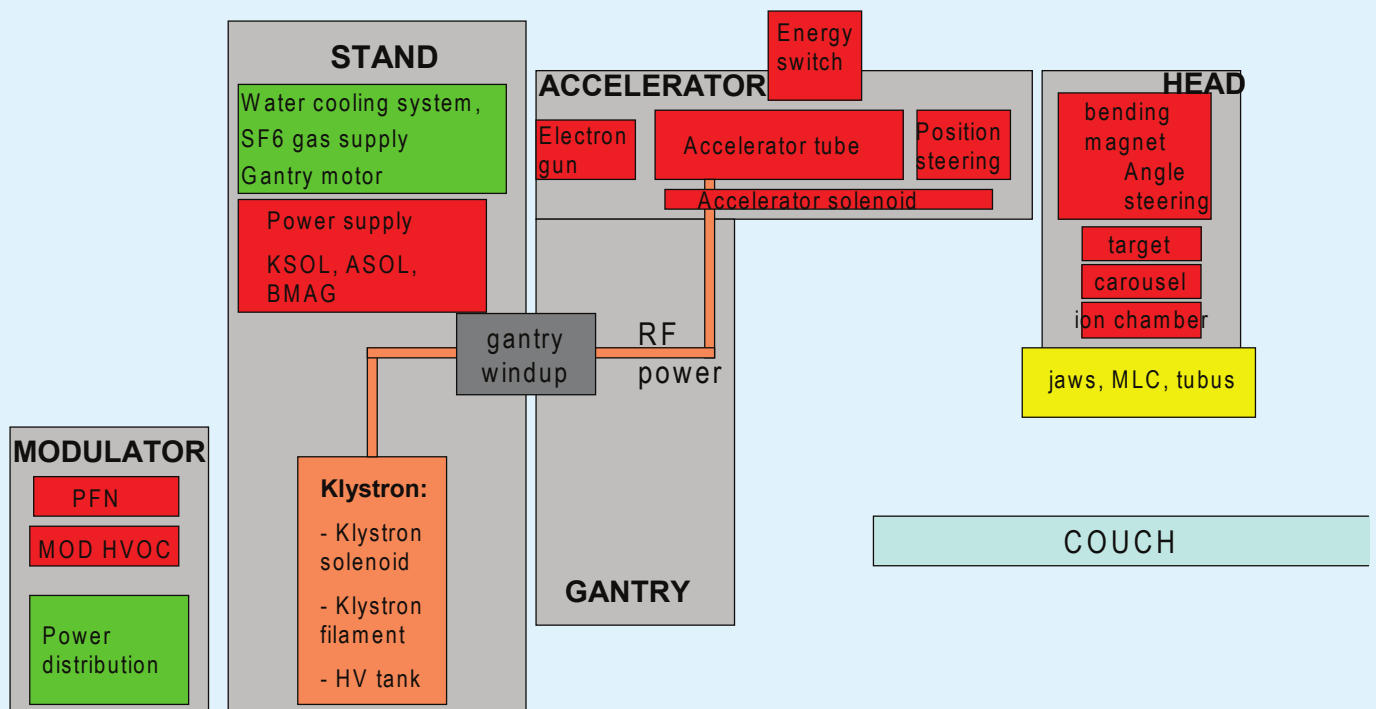 STAND
Water cooling system,
SF6 gas supply
Gantry motor
Power supply
KSOL, ASOL,
BMAG
gantry
windup
Klystron:
- Klystron
solenoid
- Klystron
filament
- HV tank
MODULATOR
PFN
MOD HVOC
Power
distribution
ACCELERATOR
Energy
switch
Electron
gun
Accelerator tube
Position
steering
Accelerator solenoid
RF
power
GANTRY
HEAD
bending
magnet
Angle
steering
target
carousel
ion chamber
jaws, MLC, tubus
COUCH